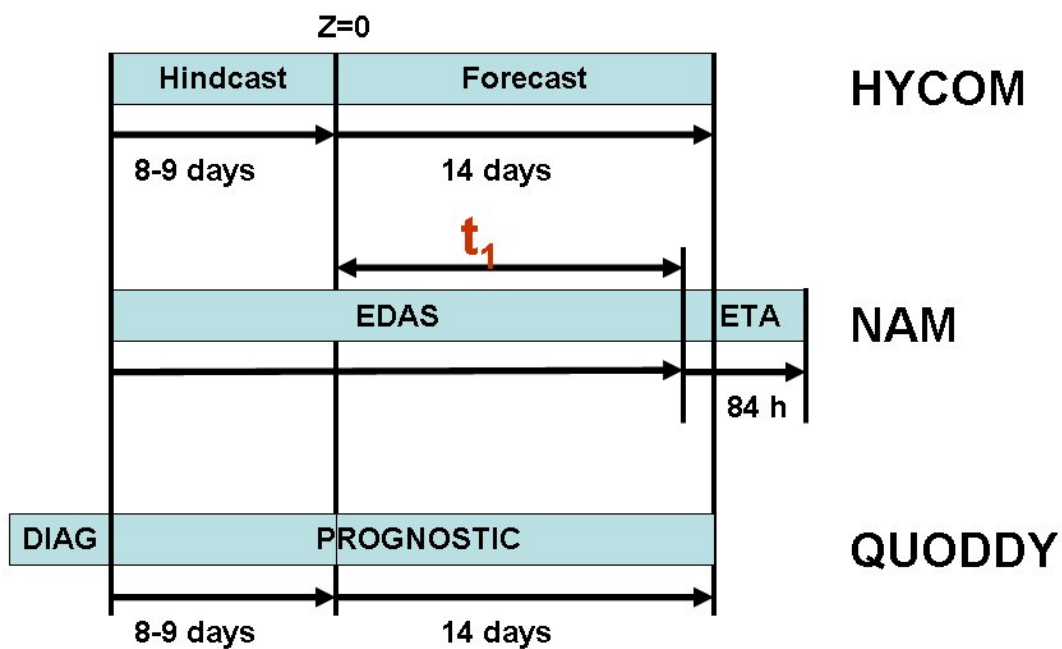 Z=0
Hindcast Forecast HYCOM
8-9 days 14 days
t₁
EDAS ETA NAM
84 h
DIAG PROGNOSTIC QUODDY
8-9 days 14 days